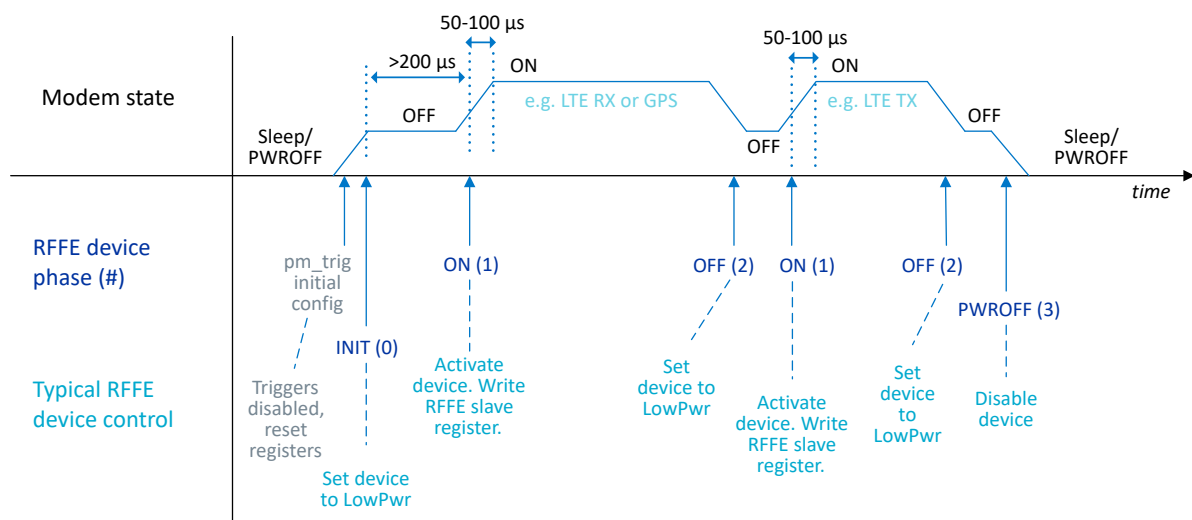 50-100 µs
50-100 µs
>200 µs
ON
ON
Modem state
e.g. LTE RX or GPS
e.g. LTE TX
OFF
OFF
Sleep/
PWROFF
OFF
Sleep/
PWROFF
time
RFFE device
phase (#)
pm_trig
initial
config
ON (1)
OFF (2)
ON (1)
OFF (2)
PWROFF (3)
INIT (0)
Typical RFFE
device control
Triggers
disabled,
reset
registers
Activate
device. Write
RFFE slave
register.
Set
device to
LowPwr
Activate
device. Write
RFFE slave
register.
Set
device
to
LowPwr
Disable
device
Set device
to LowPwr